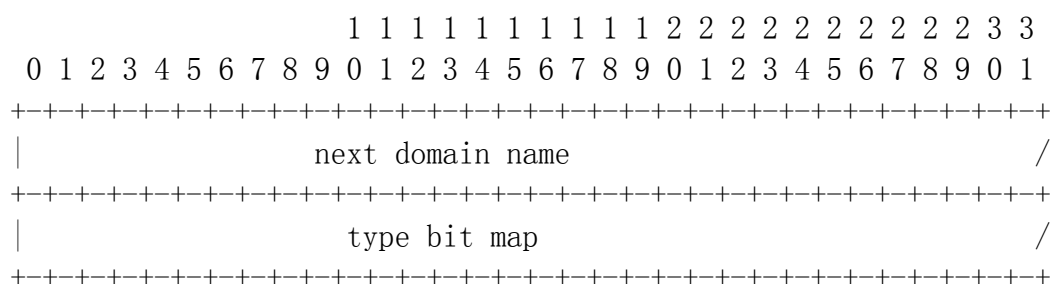 1 1 1 1 1 1 1 1 1 1 2 2 2 2 2 2 2 2 2 2 3 3
0 1 2 3 4 5 6 7 8 9 0 1 2 3 4 5 6 7 8 9 0 1 2 3 4 5 6 7 8 9 0 1
+-+-+-+-+-+-+-+-+-+-+-+-+-+-+-+-+-+-+-+-+-+-+-+-+-+-+-+-+-+-+-+-+
| next domain name /
+-+-+-+-+-+-+-+-+-+-+-+-+-+-+-+-+-+-+-+-+-+-+-+-+-+-+-+-+-+-+-+-+
| type bit map /
+-+-+-+-+-+-+-+-+-+-+-+-+-+-+-+-+-+-+-+-+-+-+-+-+-+-+-+-+-+-+-+-+